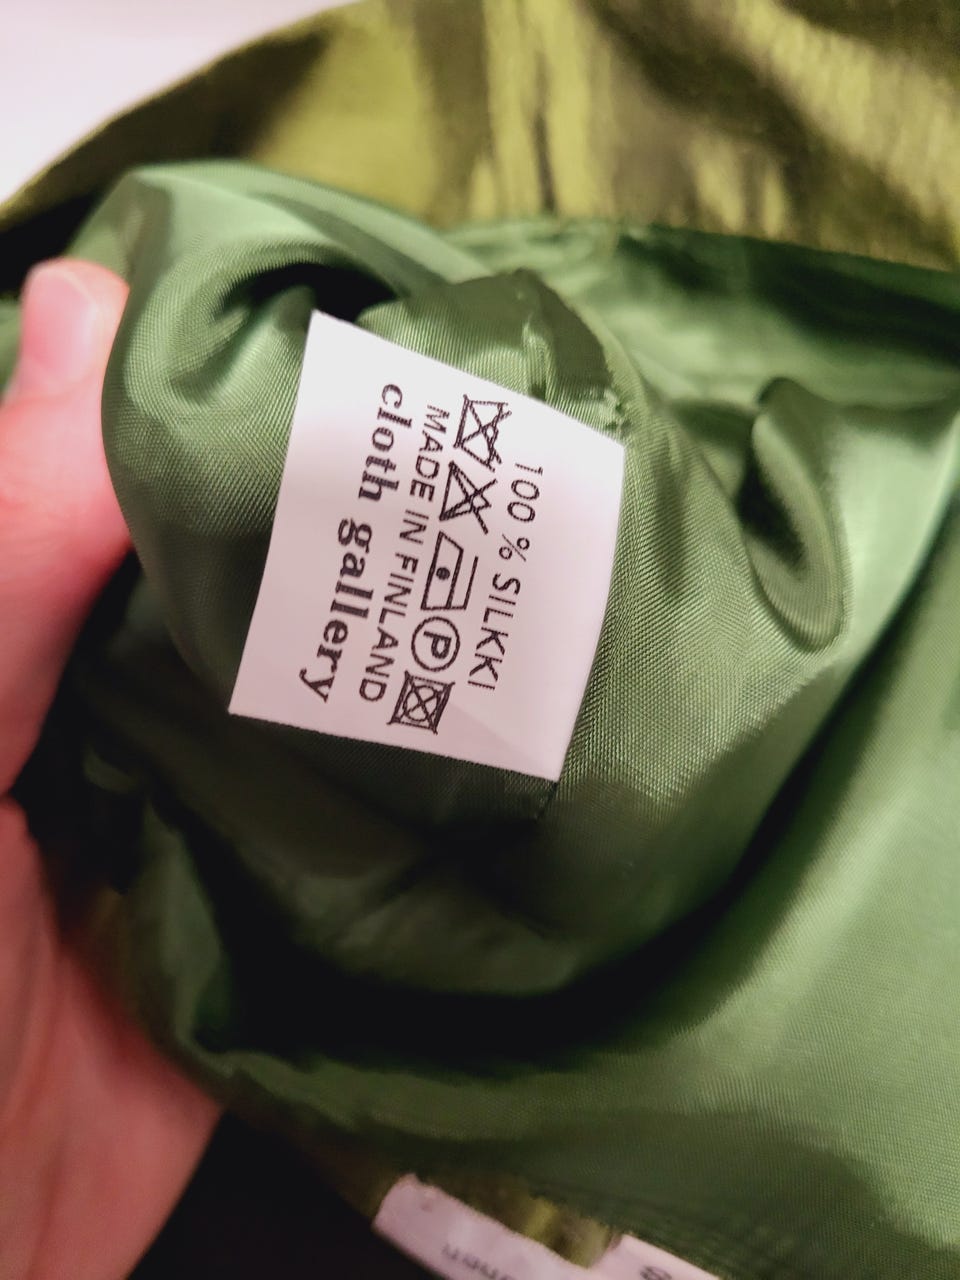 100 % SILKKI
P
MADE IN FINLAND
cloth gallery